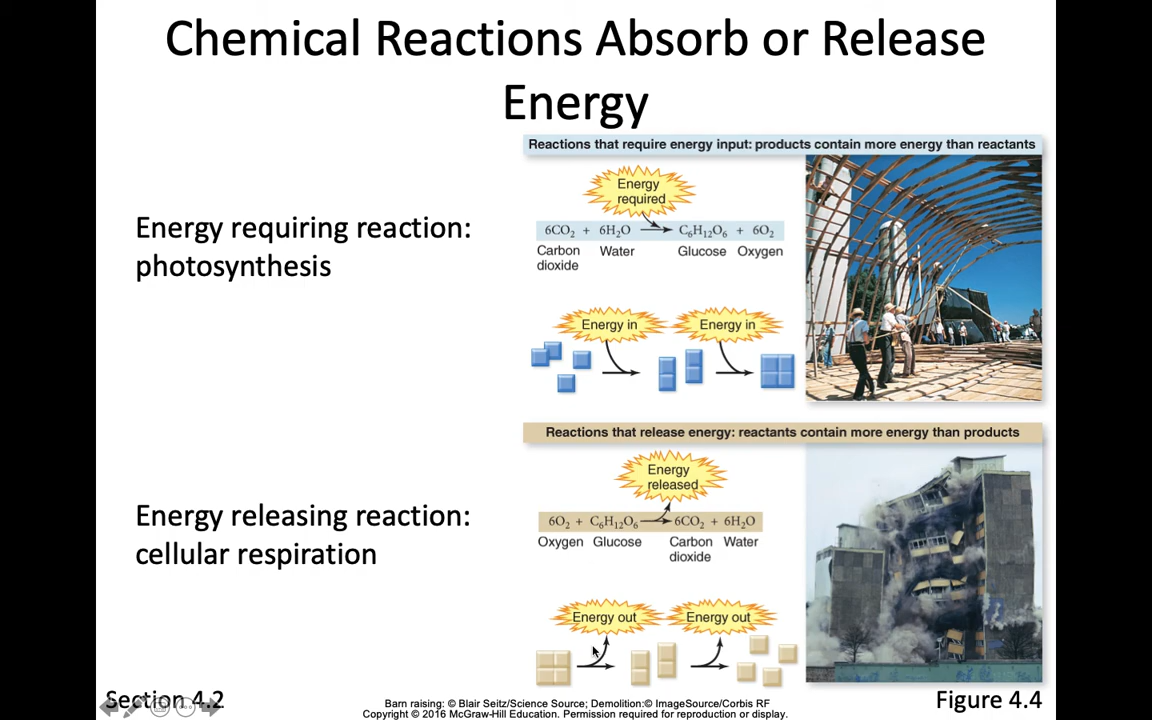 Chemical Reactions Absorb or Release
Energy
Reactions that require energy input: products contain more energy than reactants
Energy requiring reaction:
photosynthesis
Energy
required
6CO₂ + 6H₂O → C₆H₁₂O₆ + 6O₂
Carbon
dioxide
Water
Glucose
Oxygen
Energy in
Energy in
Reactions that release energy: reactants contain more energy than products
Energy releasing reaction:
cellular respiration
Energy
released
6O₂ + C₆H₁₂O₆ → 6CO₂ + 6H₂O
Oxygen
Glucose
Carbon
dioxide
Water
Energy out
Energy out
Section 4.2
Barn raising: © Blair Seitz/Science Source; Demolition:© ImageSource/Corbis RF
Copyright © 2016 McGraw-Hill Education. Permission required for reproduction or display.
Figure 4.4